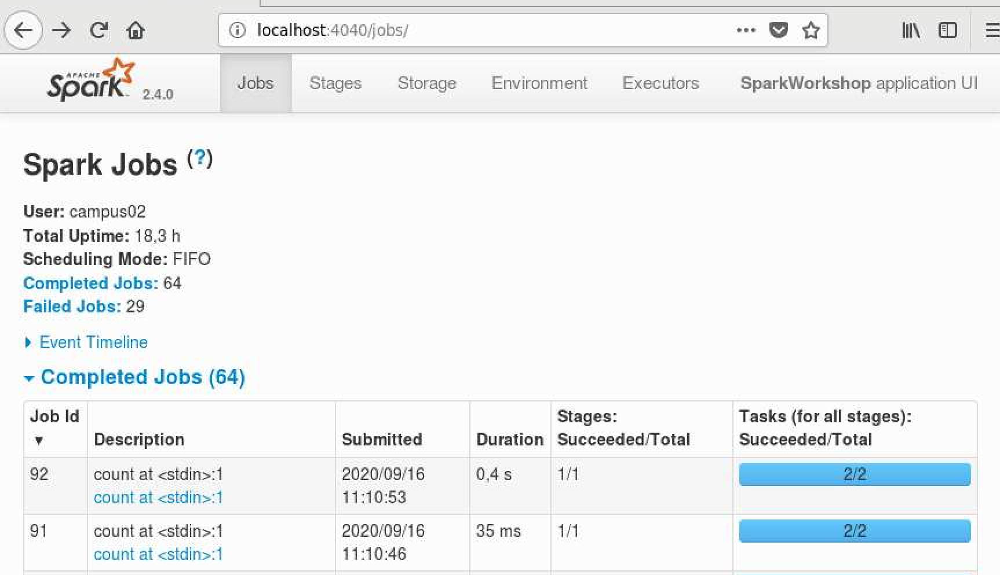 localhost:4040/jobs/
APACHE Spark 2.4.0 Jobs Stages Storage Environment Executors SparkWorkshop application UI
Spark Jobs (?)
User: campus02
Total Uptime: 18,3 h
Scheduling Mode: FIFO
Completed Jobs: 64
Failed Jobs: 29
Event Timeline
Completed Jobs (64)
Job Id ▼ Description Submitted Duration Stages: Succeeded/Total Tasks (for all stages): Succeeded/Total
92 count at <stdin>:1 2020/09/16 0,4 s 1/1 2/2
count at <stdin>:1 11:10:53
91 count at <stdin>:1 2020/09/16 35 ms 1/1 2/2
count at <stdin>:1 11:10:46